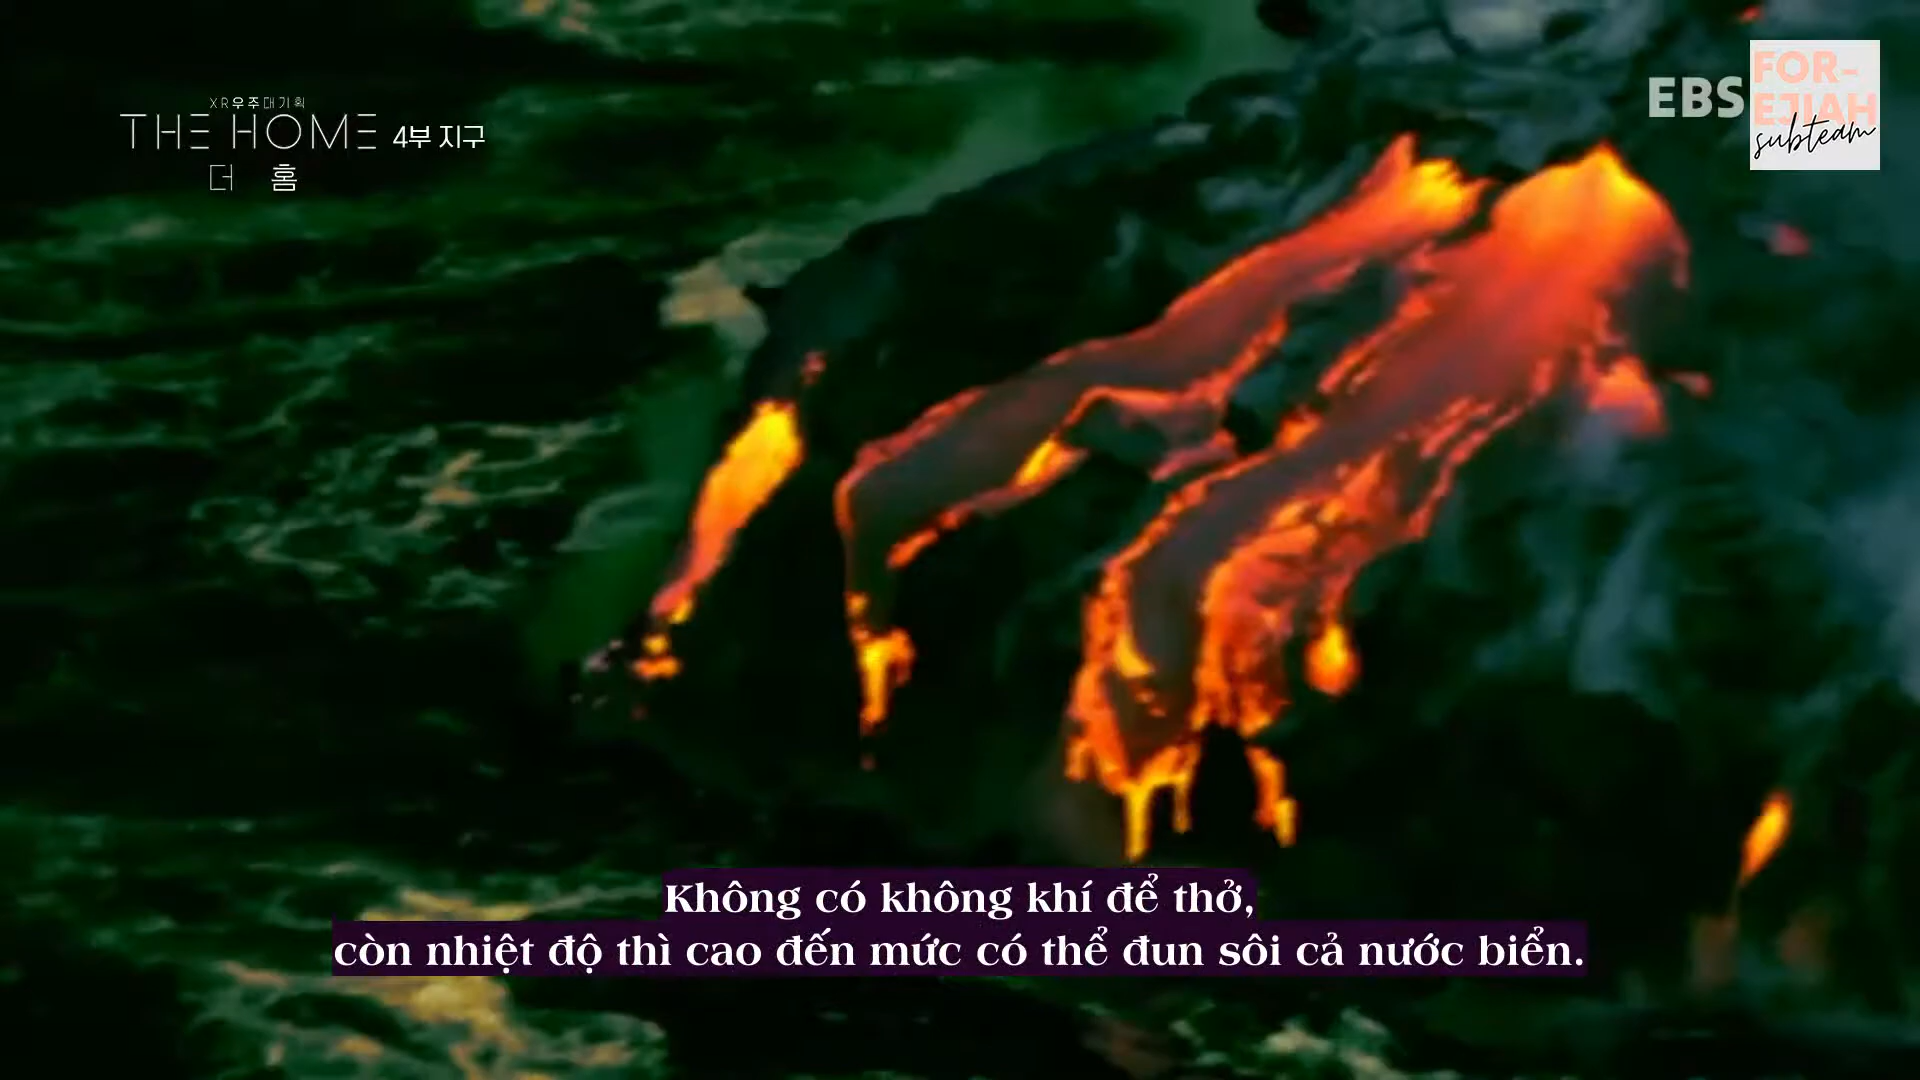 XR우주대기획
THE HOME 4부 지구
더 홈
EBS
FOR-
EJIAH
subteam
Không có không khí để thở,
còn nhiệt độ thì cao đến mức có thể đun sôi cả nước biển.